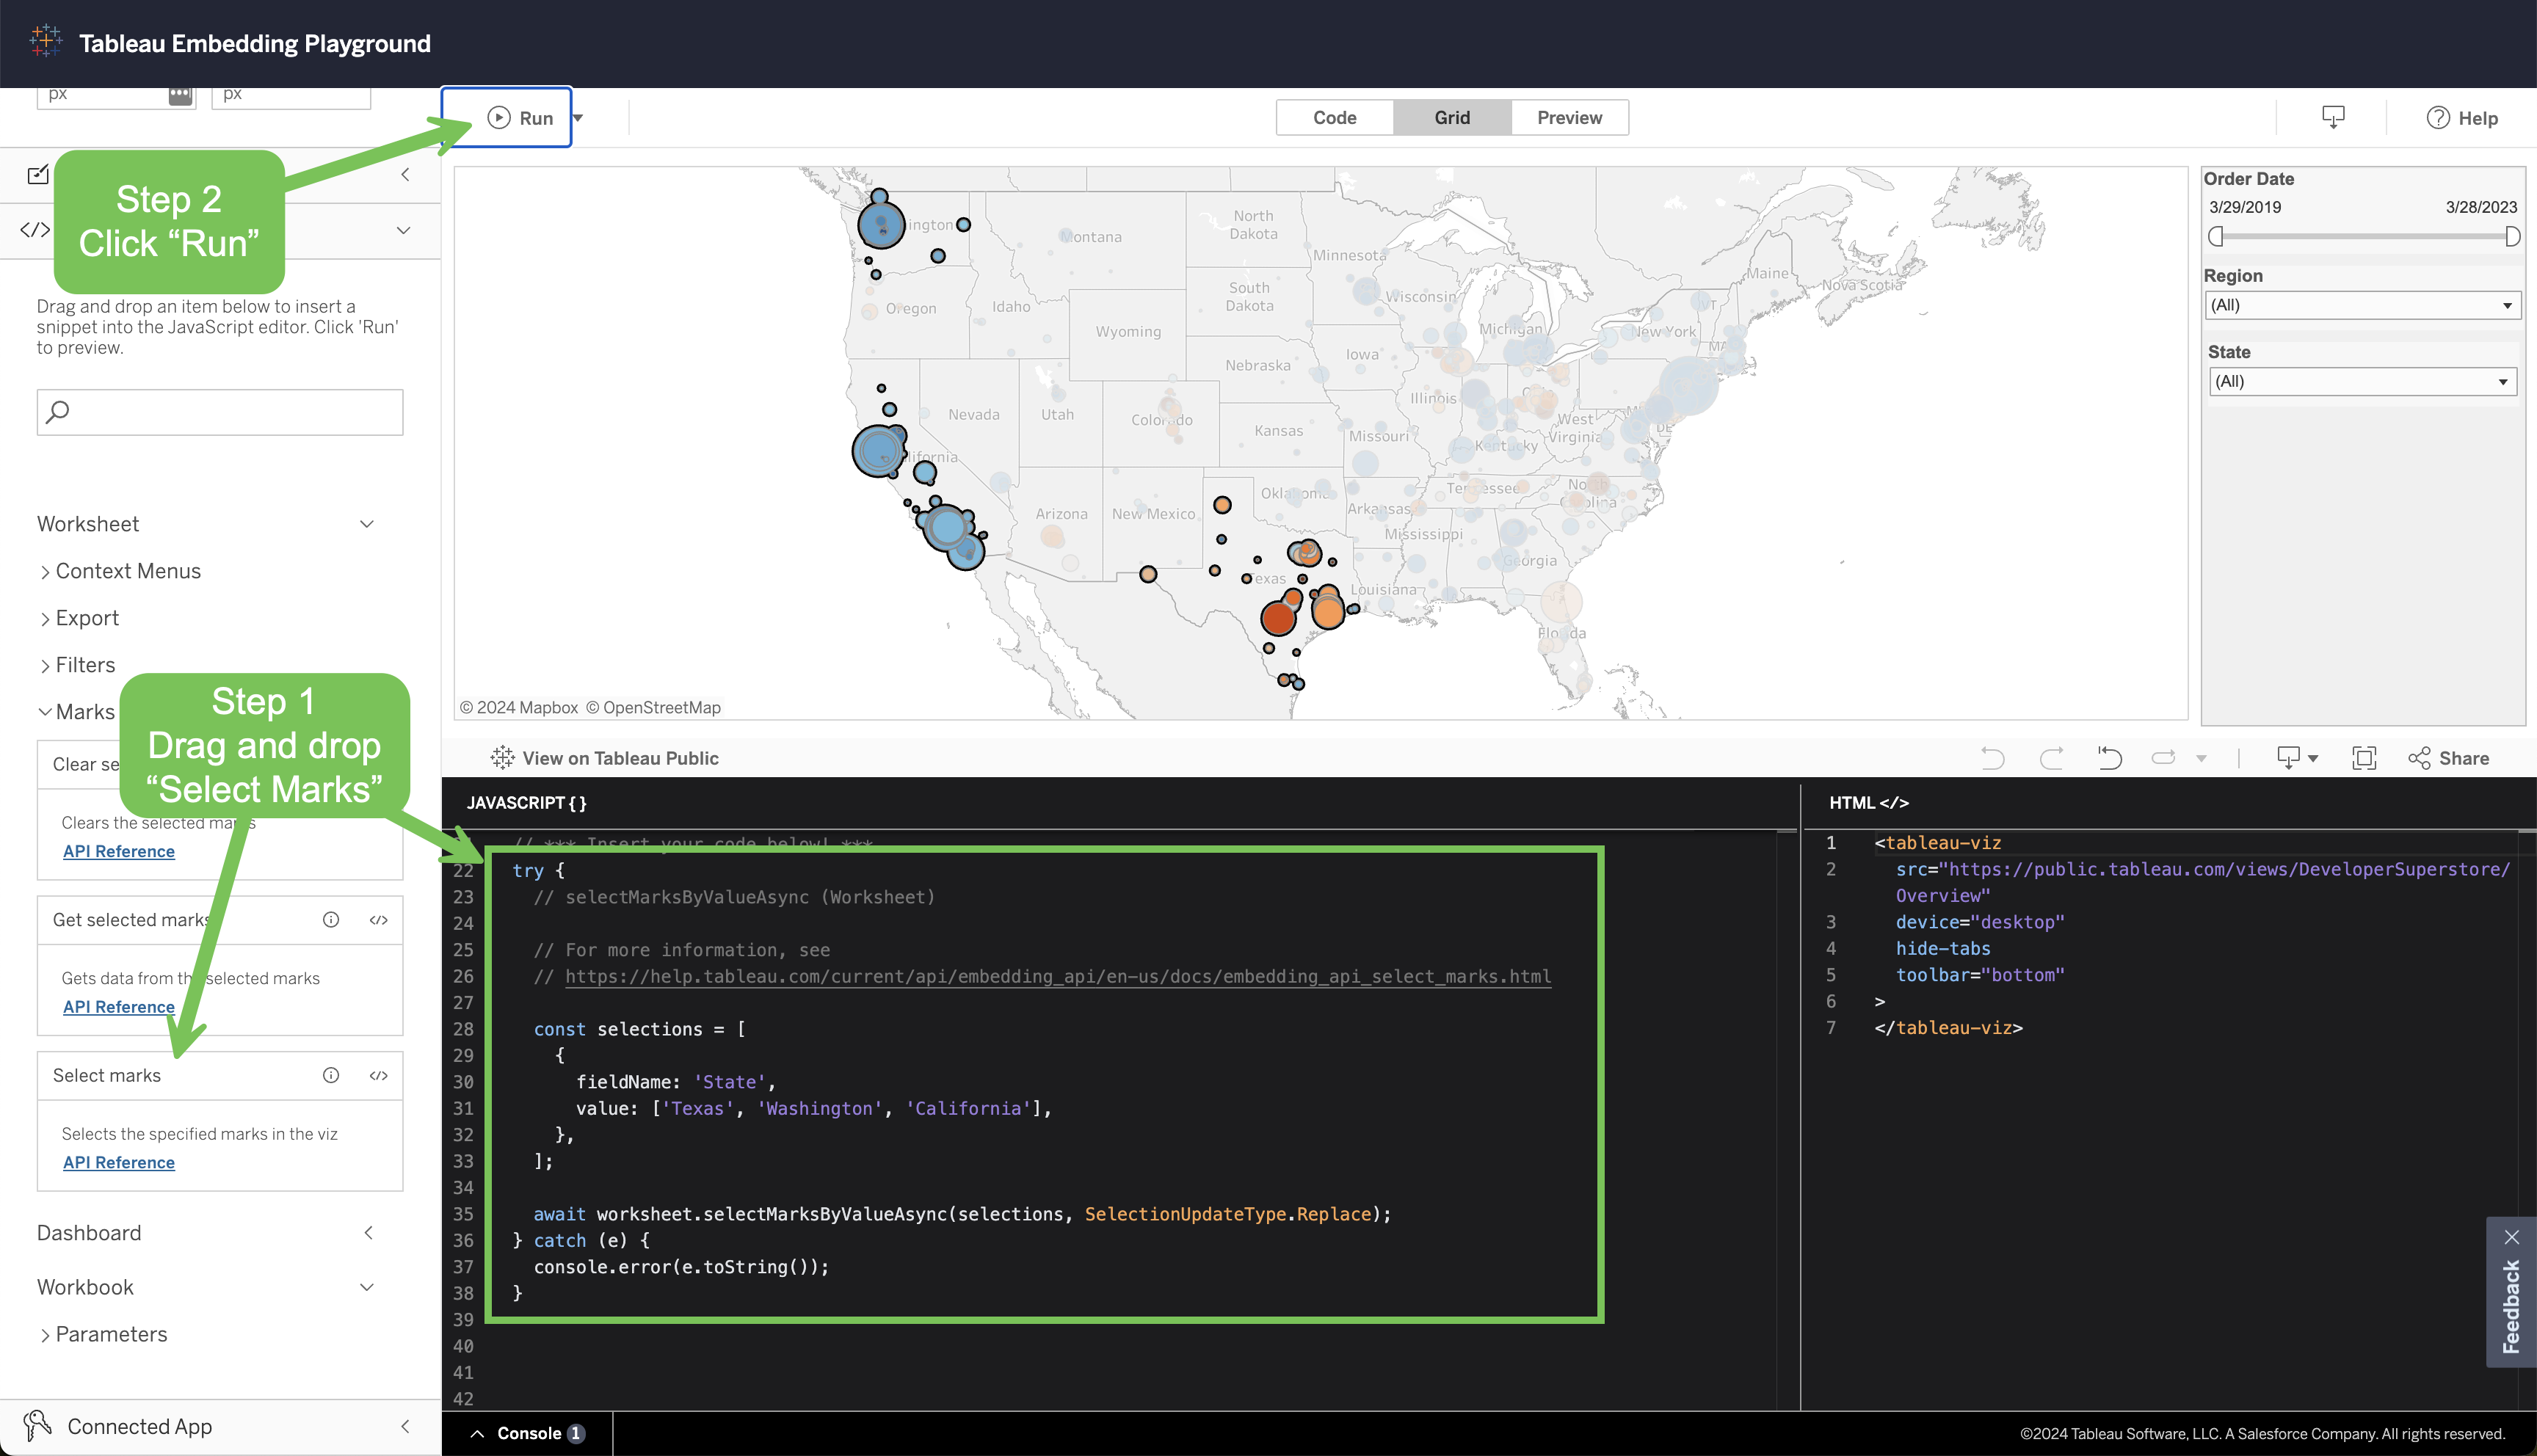 Tableau Embedding Playground
px
px
Run
Code
Grid
Preview
Help
Step 2
Click “Run”
Drag and drop an item below to insert a
snippet into the JavaScript editor. Click 'Run'
to preview.
Worksheet
Context Menus
Export
Filters
Marks
Step 1
Drag and drop
“Select Marks”
Clear se
Clears the selected marks
API Reference
Get selected marks
Gets data from the selected marks
API Reference
Select marks
Selects the specified marks in the viz
API Reference
Dashboard
Workbook
Parameters
Connected App
ington
Montana
North
Dakota
Minnesota
Maine
Nova Scotia
Oregon
Idaho
South
Dakota
Wisconsin
VT
Wyoming
Michigan
New York
MA
Nebraska
Iowa
Nevada
Utah
Colorado
Illinois
Kansas
Missouri
West
Virginia
DE
Kentucky
lifornia
Oklahoma
Tennessee
North
Carolina
Arizona
New Mexico
Arkansas
Mississippi
Texas
Georgia
Louisiana
Florida
© 2024 Mapbox © OpenStreetMap
Order Date
3/29/2019 3/28/2023
Region
(All)
State
(All)
View on Tableau Public
Share
JAVASCRIPT { }
// *** Insert your code below! ***
22 try {
23 // selectMarksByValueAsync (Worksheet)
24
25 // For more information, see
26 // https://help.tableau.com/current/api/embedding_api/en-us/docs/embedding_api_select_marks.html
27
28 const selections = [
29 {
30 fieldName: 'State',
31 value: ['Texas', 'Washington', 'California'],
32 },
33 ];
34
35 await worksheet.selectMarksByValueAsync(selections, SelectionUpdateType.Replace);
36 } catch (e) {
37 console.error(e.toString());
38 }
39
40
41
42
HTML </>
1 <tableau-viz
2 src="https://public.tableau.com/views/DeveloperSuperstore/
Overview"
3 device="desktop"
4 hide-tabs
5 toolbar="bottom"
6 >
7 </tableau-viz>
Feedback
Console 1
©2024 Tableau Software, LLC. A Salesforce Company. All rights reserved.